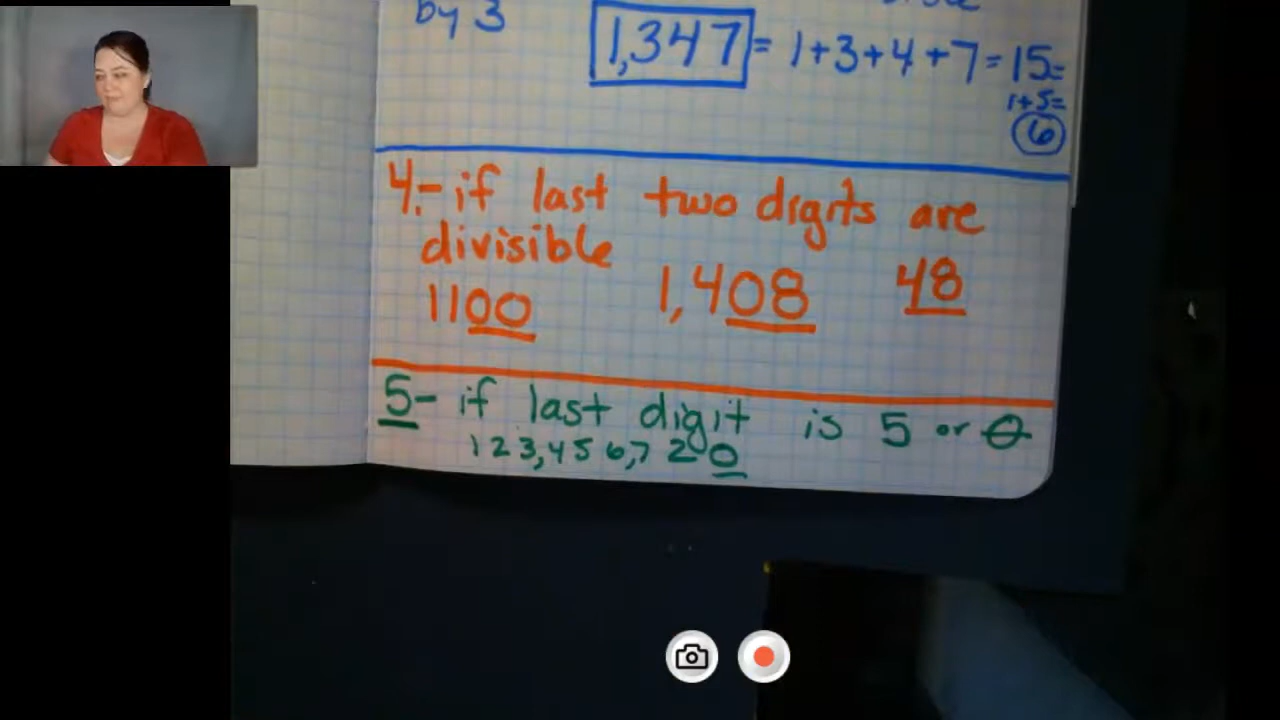 by 3
1,347 = 1+3+4+7=15=
1+5=
6
4.- if last two digits are
divisible
1100 1,408 48
5- if last digit is 5 or 0
123,456,720